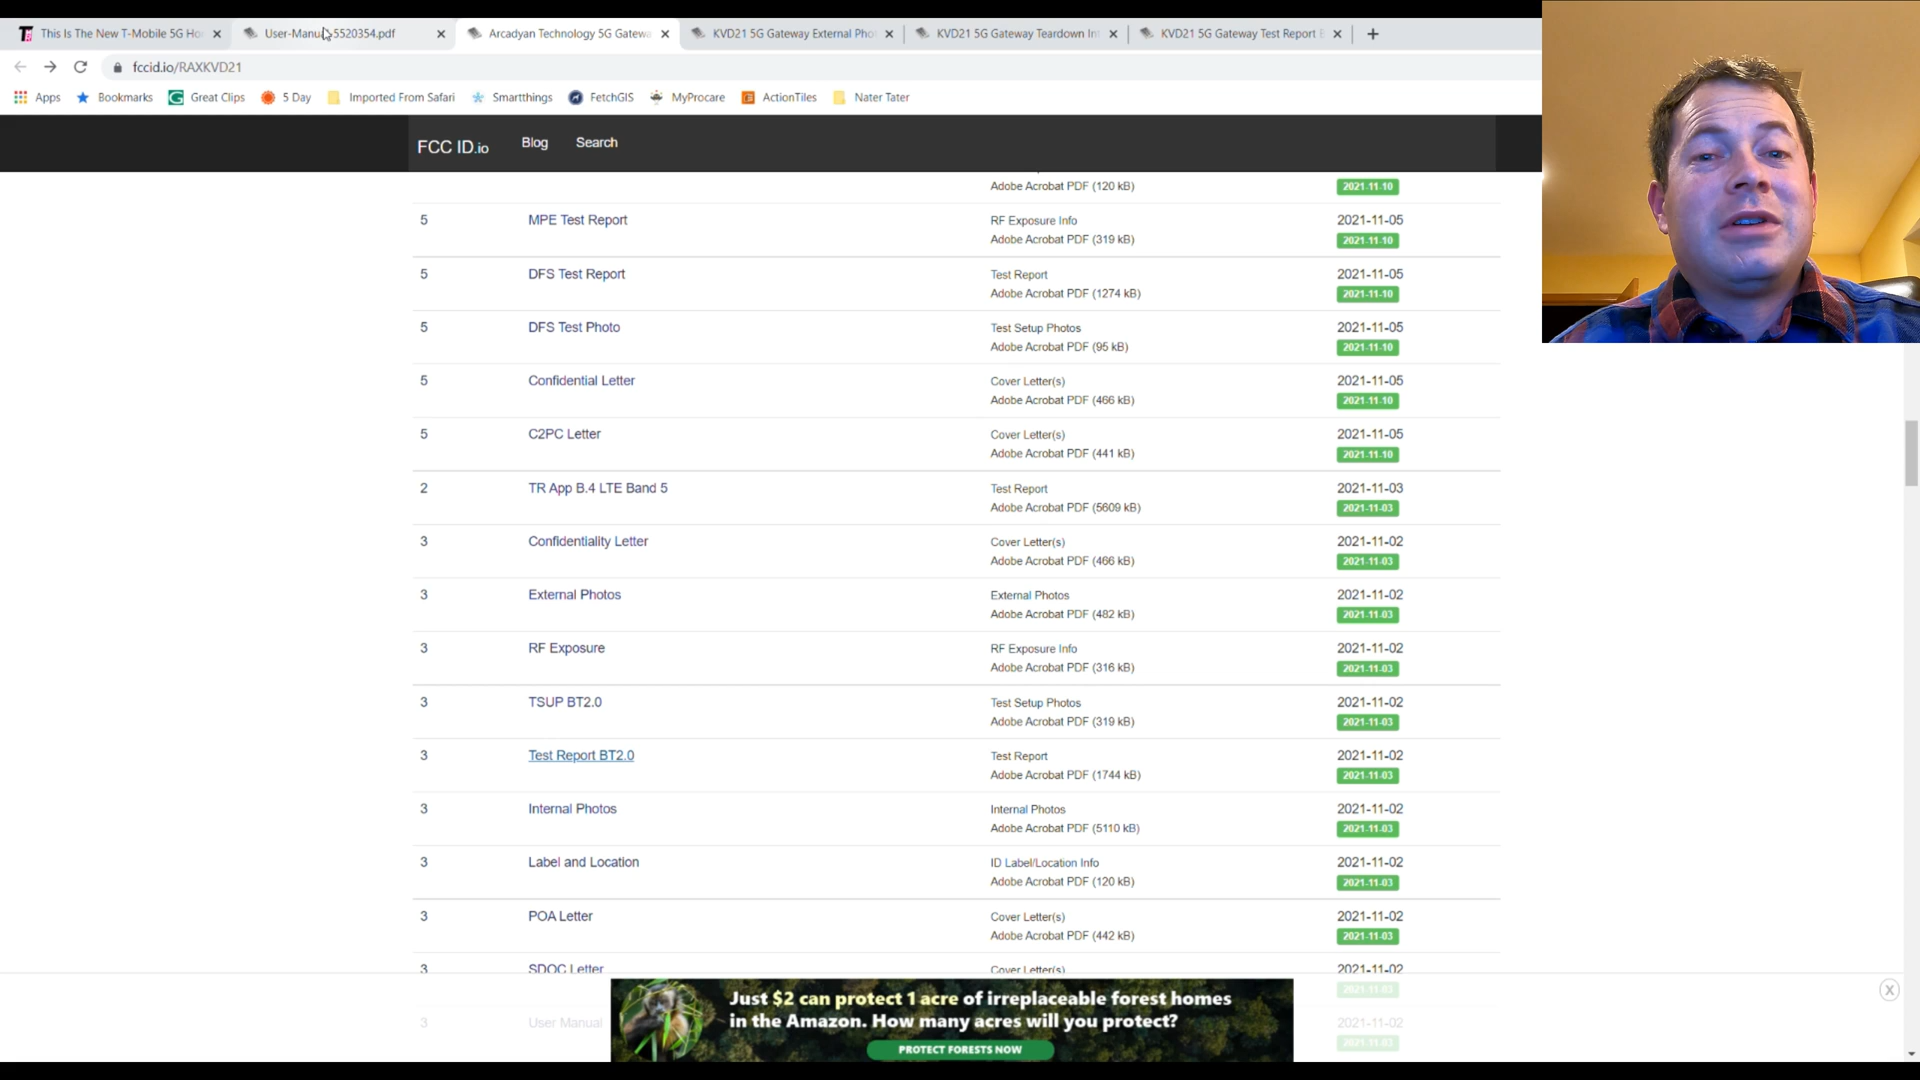 This Is The New T-Mobile 5G Ho
User-Manual-5520354.pdf
Arcadyan Technology 5G Gatewa
KVD21 5G Gateway External Pho
KVD21 5G Gateway Teardown Int
KVD21 5G Gateway Test Report
fccid.io/RAXKVD21
Apps
Bookmarks
Great Clips
5 Day
Imported From Safari
Smartthings
FetchGIS
MyProcare
ActionTiles
Nater Tater
FCC ID.io
Blog
Search
Adobe Acrobat PDF (120 kB)
2021-11-10
5 MPE Test Report RF Exposure Info 2021-11-05
Adobe Acrobat PDF (319 kB) 2021-11-10
5 DFS Test Report Test Report 2021-11-05
Adobe Acrobat PDF (1274 kB) 2021-11-10
5 DFS Test Photo Test Setup Photos 2021-11-05
Adobe Acrobat PDF (95 kB) 2021-11-10
5 Confidential Letter Cover Letter(s) 2021-11-05
Adobe Acrobat PDF (466 kB) 2021-11-10
5 C2PC Letter Cover Letter(s) 2021-11-05
Adobe Acrobat PDF (441 kB) 2021-11-10
2 TR App B.4 LTE Band 5 Test Report 2021-11-03
Adobe Acrobat PDF (5609 kB) 2021-11-03
3 Confidentiality Letter Cover Letter(s) 2021-11-02
Adobe Acrobat PDF (466 kB) 2021-11-03
3 External Photos External Photos 2021-11-02
Adobe Acrobat PDF (482 kB) 2021-11-03
3 RF Exposure RF Exposure Info 2021-11-02
Adobe Acrobat PDF (316 kB) 2021-11-03
3 TSUP BT2.0 Test Setup Photos 2021-11-02
Adobe Acrobat PDF (319 kB) 2021-11-03
3 Test Report BT2.0 Test Report 2021-11-02
Adobe Acrobat PDF (1744 kB) 2021-11-03
3 Internal Photos Internal Photos 2021-11-02
Adobe Acrobat PDF (5110 kB) 2021-11-03
3 Label and Location ID Label/Location Info 2021-11-02
Adobe Acrobat PDF (120 kB) 2021-11-03
3 POA Letter Cover Letter(s) 2021-11-02
Adobe Acrobat PDF (442 kB) 2021-11-03
3 SDOC Letter Cover Letter(s) 2021-11-02
2021-11-03
3 User Manual 2021-11-02
2021-11-03
Just $2 can protect 1 acre of irreplaceable forest homes
in the Amazon. How many acres will you protect?
PROTECT FORESTS NOW